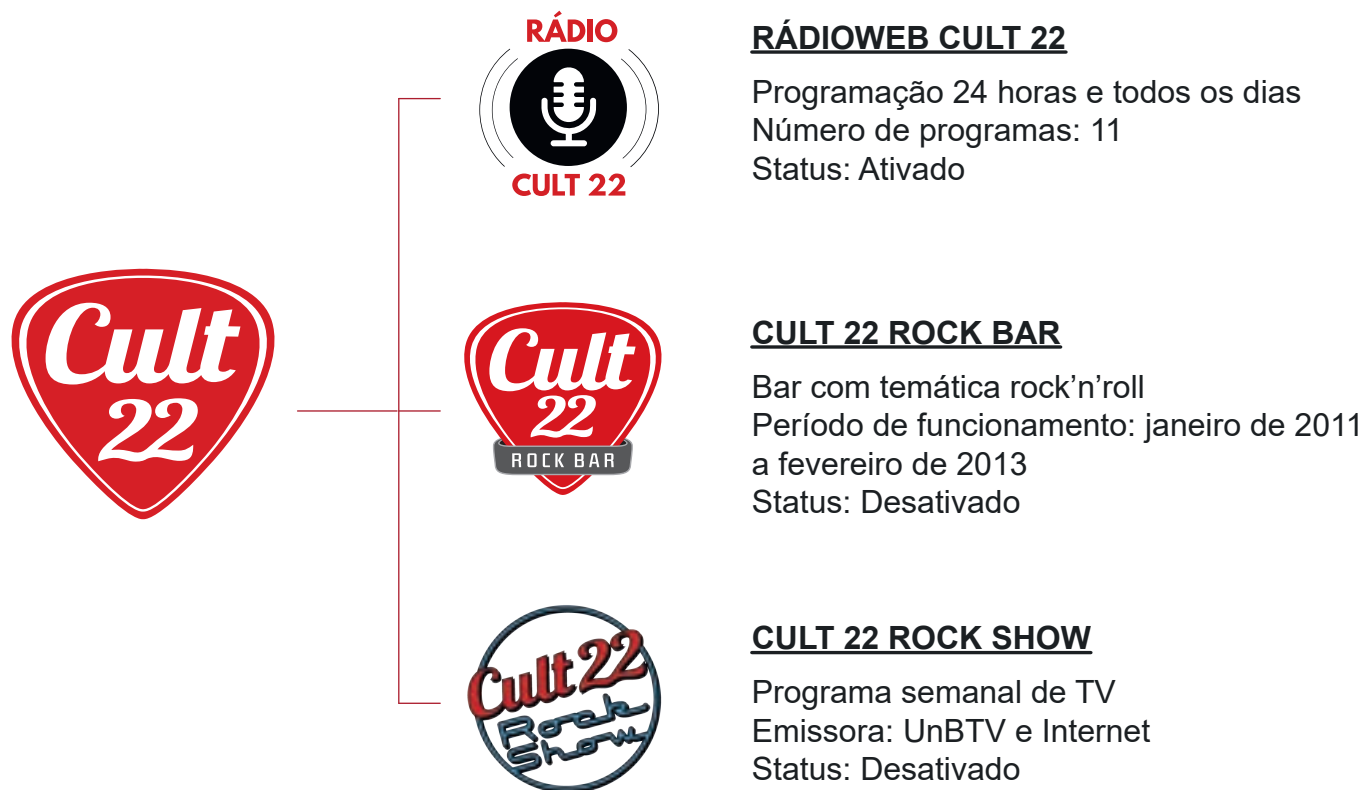 Cult
22
RÁDIO
CULT 22
RÁDIOWEB CULT 22
Programação 24 horas e todos os dias
Número de programas: 11
Status: Ativado
Cult
22
ROCK BAR
CULT 22 ROCK BAR
Bar com temática rock’n’roll
Período de funcionamento: janeiro de 2011
a fevereiro de 2013
Status: Desativado
Cult 22
Rock
Show
CULT 22 ROCK SHOW
Programa semanal de TV
Emissora: UnBTV e Internet
Status: Desativado